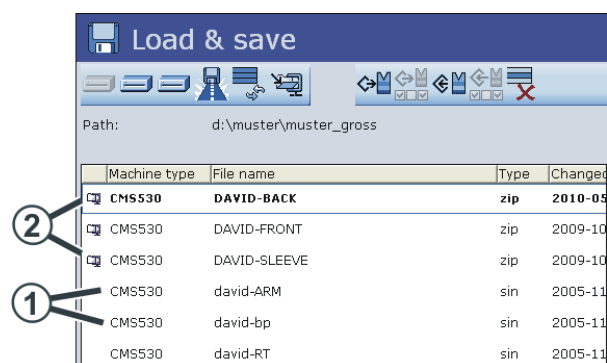 Load & save
Path: d:\muster\muster_gross
Machine type File name Type Changed
CMS530 DAVID-BACK zip 2010-05
CMS530 DAVID-FRONT zip 2009-10
2
CMS530 DAVID-SLEEVE zip 2009-10
CMS530 david-ARM sin 2005-11
1
CMS530 david-bp sin 2005-11
CMS530 david-RT sin 2005-11